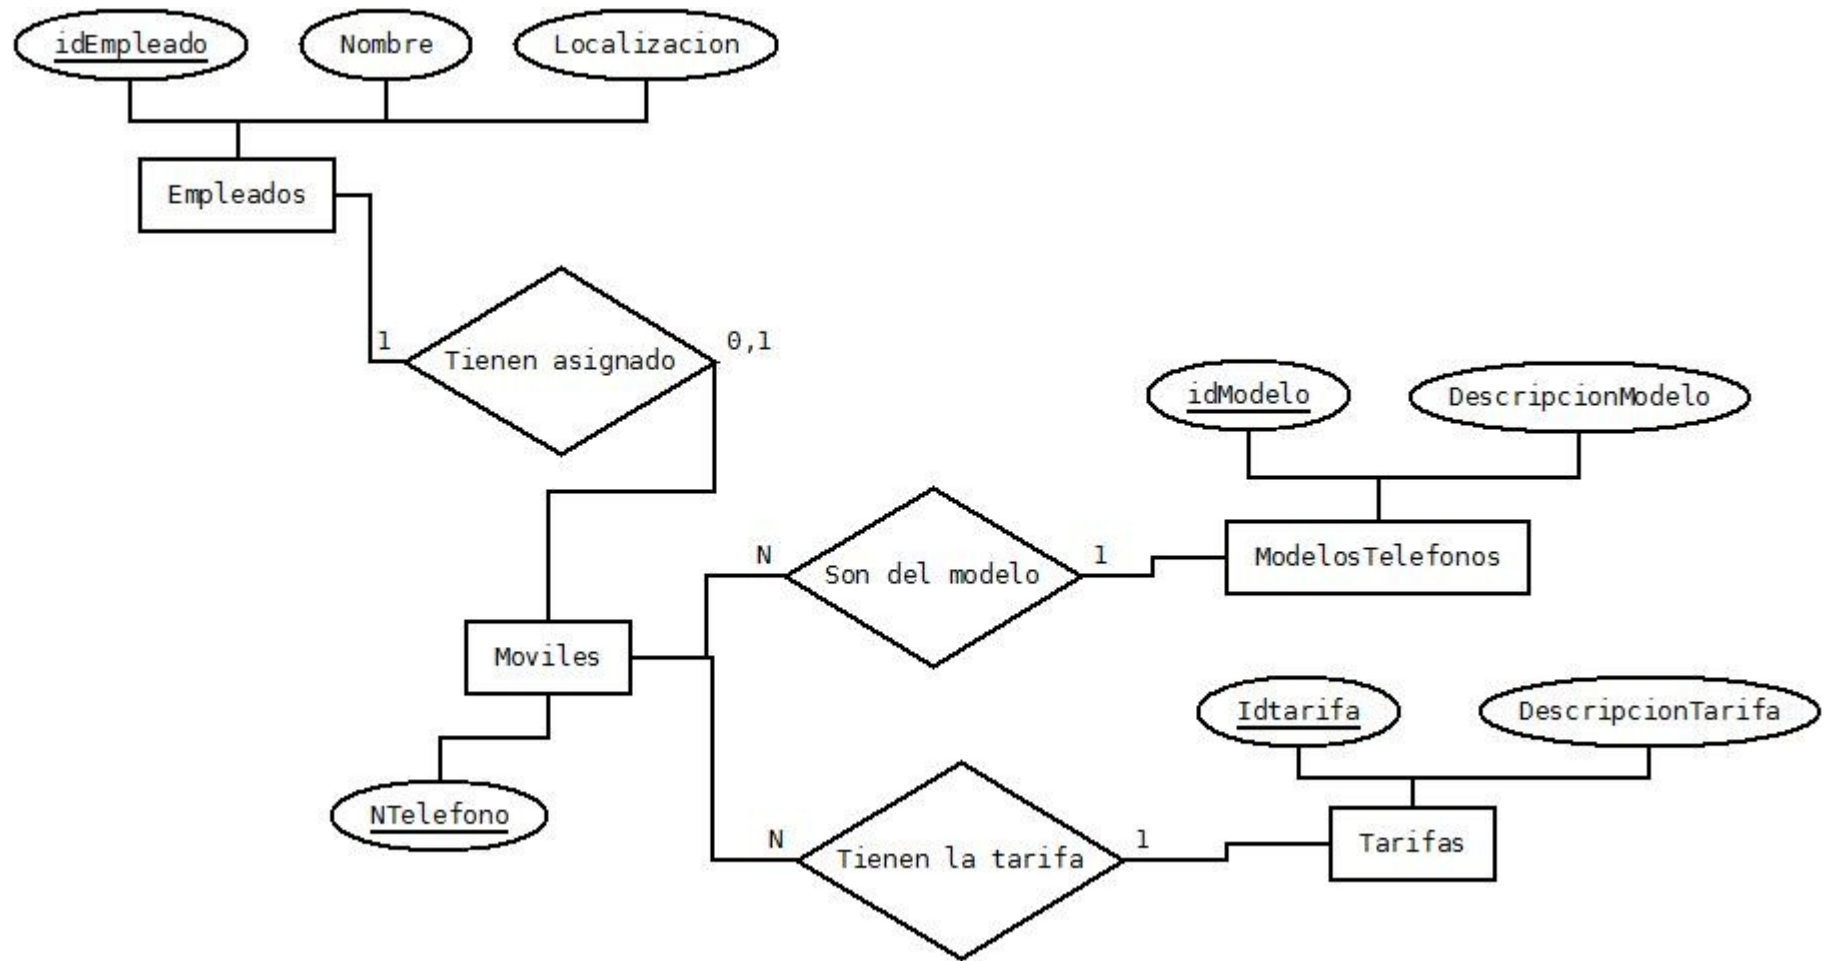 idEmpleado
Nombre
Localizacion
Empleados
1
Tienen asignado
0,1
idModelo
DescripcionModelo
N
Son del modelo
1
ModelosTelefonos
Moviles
Idtarifa
DescripcionTarifa
NTelefono
N
Tienen la tarifa
1
Tarifas